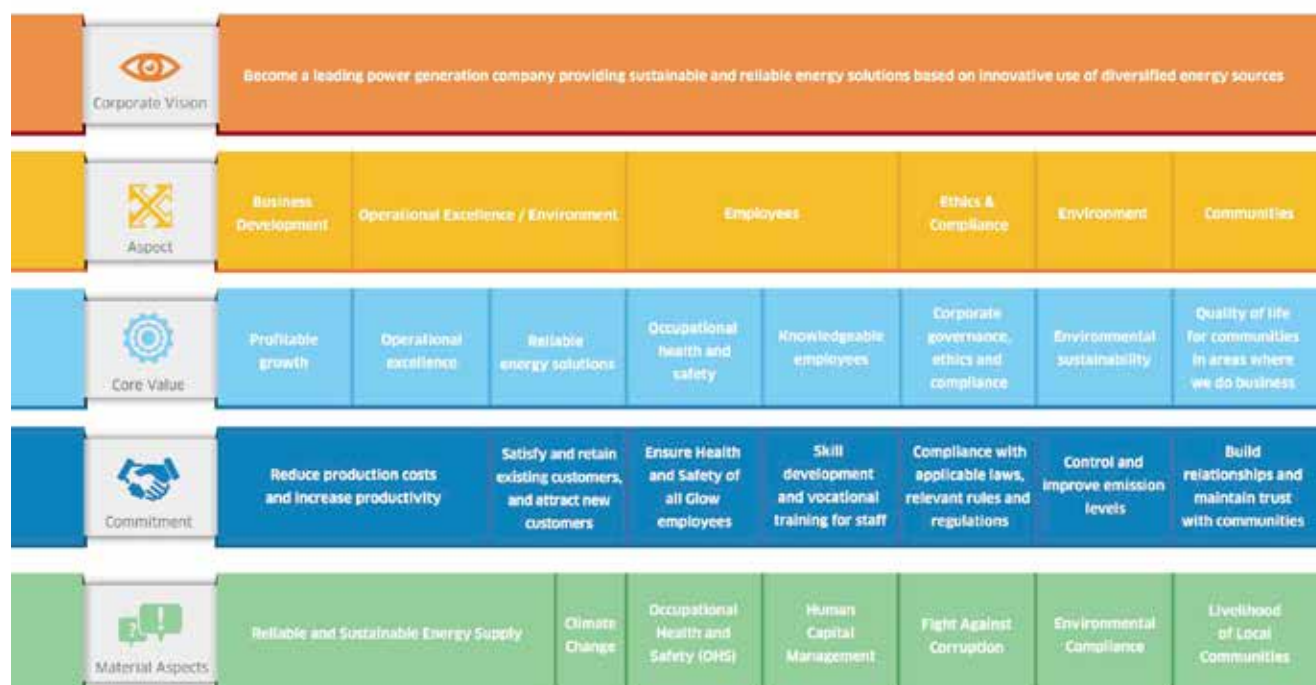 Corporate Vision
Become a leading power generation company providing sustainable and reliable energy solutions based on innovative use of diversified energy sources
Aspect
Business
Development
Operational Excellence / Environment
Employees
Ethics &
Compliance
Environment
Communities
Core Value
Profitable
growth
Operational
excellence
Reliable
energy solutions
Occupational
health and
safety
Knowledgeable
employees
Corporate
governance,
ethics and
compliance
Environmental
sustainability
Quality of life
for communities
in areas where
we do business
Commitment
Reduce production costs
and increase productivity
Satisfy and retain
existing customers,
and attract new
customers
Ensure Health
and Safety of
all Glow
employees
Skill
development
and vocational
training for staff
Compliance with
applicable laws,
relevant rules and
regulations
Control and
improve emission
levels
Build
relationships and
maintain trust
with communities
Material Aspects
Reliable and Sustainable Energy Supply
Climate
Change
Occupational
Health and
Safety (OHS)
Human
Capital
Management
Fight Against
Corruption
Environmental
Compliance
Livelihood
of Local
Communities